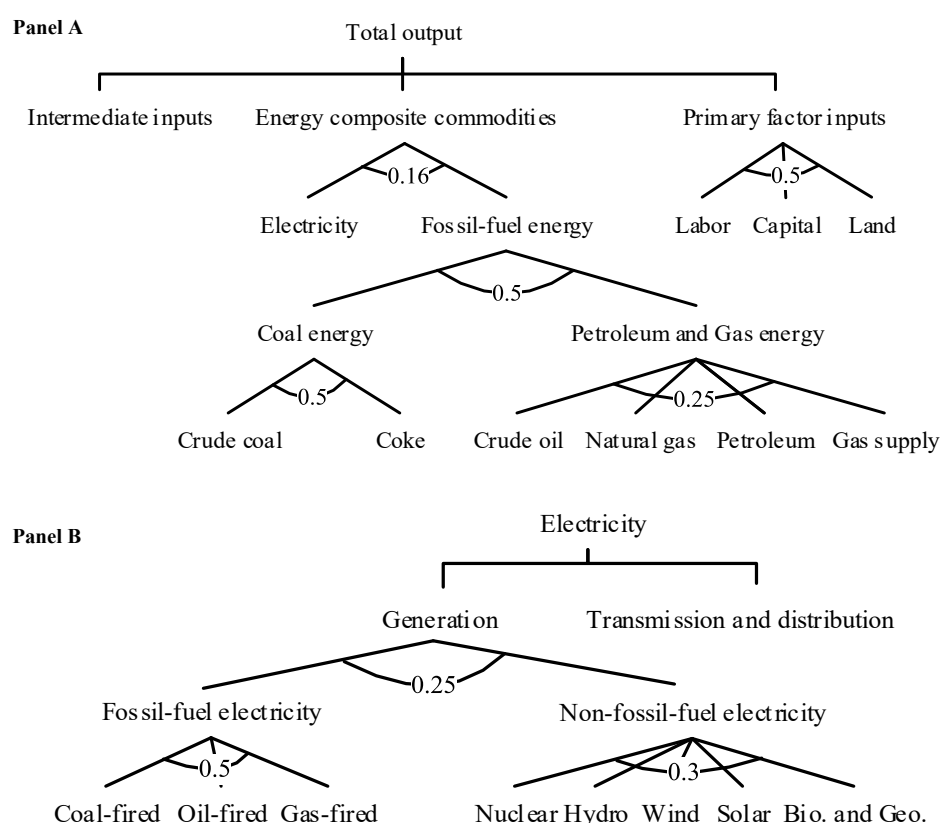 Panel A
Total output
Intermediate inputs Energy composite commodities Primary factor inputs
0.16 0.5
Electricity Fossil-fuel energy Labor Capital Land
0.5
Coal energy Petroleum and Gas energy
0.5 0.25
Crude coal Coke Crude oil Natural gas Petroleum Gas supply
Panel B
Electricity
Generation Transmission and distribution
0.25
Fossil-fuel electricity Non-fossil-fuel electricity
0.5 0.3
Coal-fired Oil-fired Gas-fired Nuclear Hydro Wind Solar Bio. and Geo.